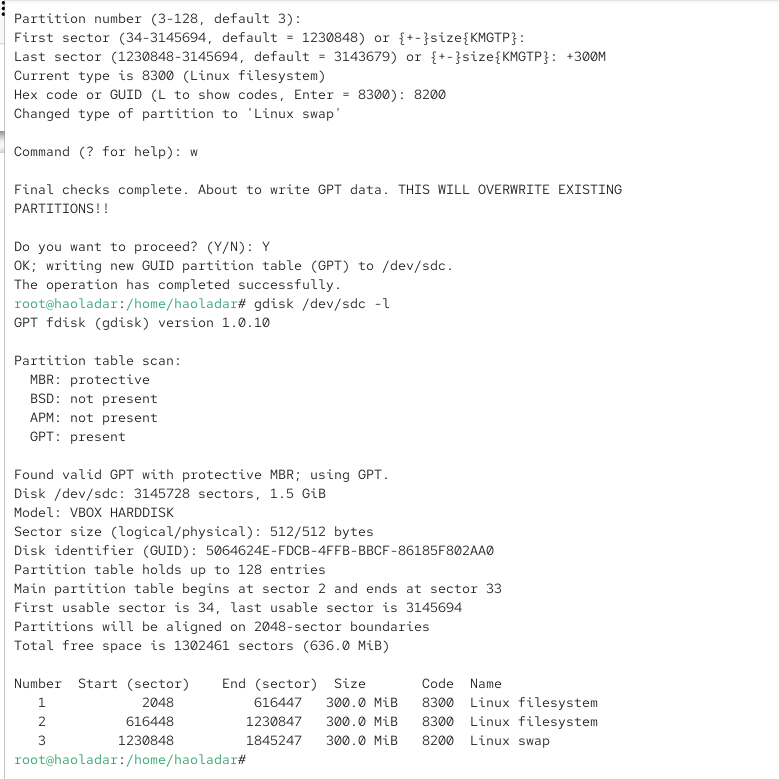 Partition number (3-128, default 3):
First sector (34-3145694, default = 1230848) or {+-}size{KMGTP}:
Last sector (1230848-3145694, default = 3143679) or {+-}size{KMGTP}: +300M
Current type is 8300 (Linux filesystem)
Hex code or GUID (L to show codes, Enter = 8300): 8200
Changed type of partition to 'Linux swap'

Command (? for help): w

Final checks complete. About to write GPT data. THIS WILL OVERWRITE EXISTING
PARTITIONS!!

Do you want to proceed? (Y/N): Y
OK; writing new GUID partition table (GPT) to /dev/sdc.
The operation has completed successfully.
root@haoladar:/home/haoladar# gdisk /dev/sdc -l
GPT fdisk (gdisk) version 1.0.10

Partition table scan:
  MBR: protective
  BSD: not present
  APM: not present
  GPT: present

Found valid GPT with protective MBR; using GPT.
Disk /dev/sdc: 3145728 sectors, 1.5 GiB
Model: VBOX HARDDISK
Sector size (logical/physical): 512/512 bytes
Disk identifier (GUID): 5064624E-FDCB-4FFB-BBCF-86185F802AA0
Partition table holds up to 128 entries
Main partition table begins at sector 2 and ends at sector 33
First usable sector is 34, last usable sector is 3145694
Partitions will be aligned on 2048-sector boundaries
Total free space is 1302461 sectors (636.0 MiB)

Number  Start (sector)    End (sector)  Size       Code  Name
   1            2048          616447   300.0 MiB   8300  Linux filesystem
   2          616448         1230847   300.0 MiB   8300  Linux filesystem
   3         1230848         1845247   300.0 MiB   8200  Linux swap
root@haoladar:/home/haoladar#